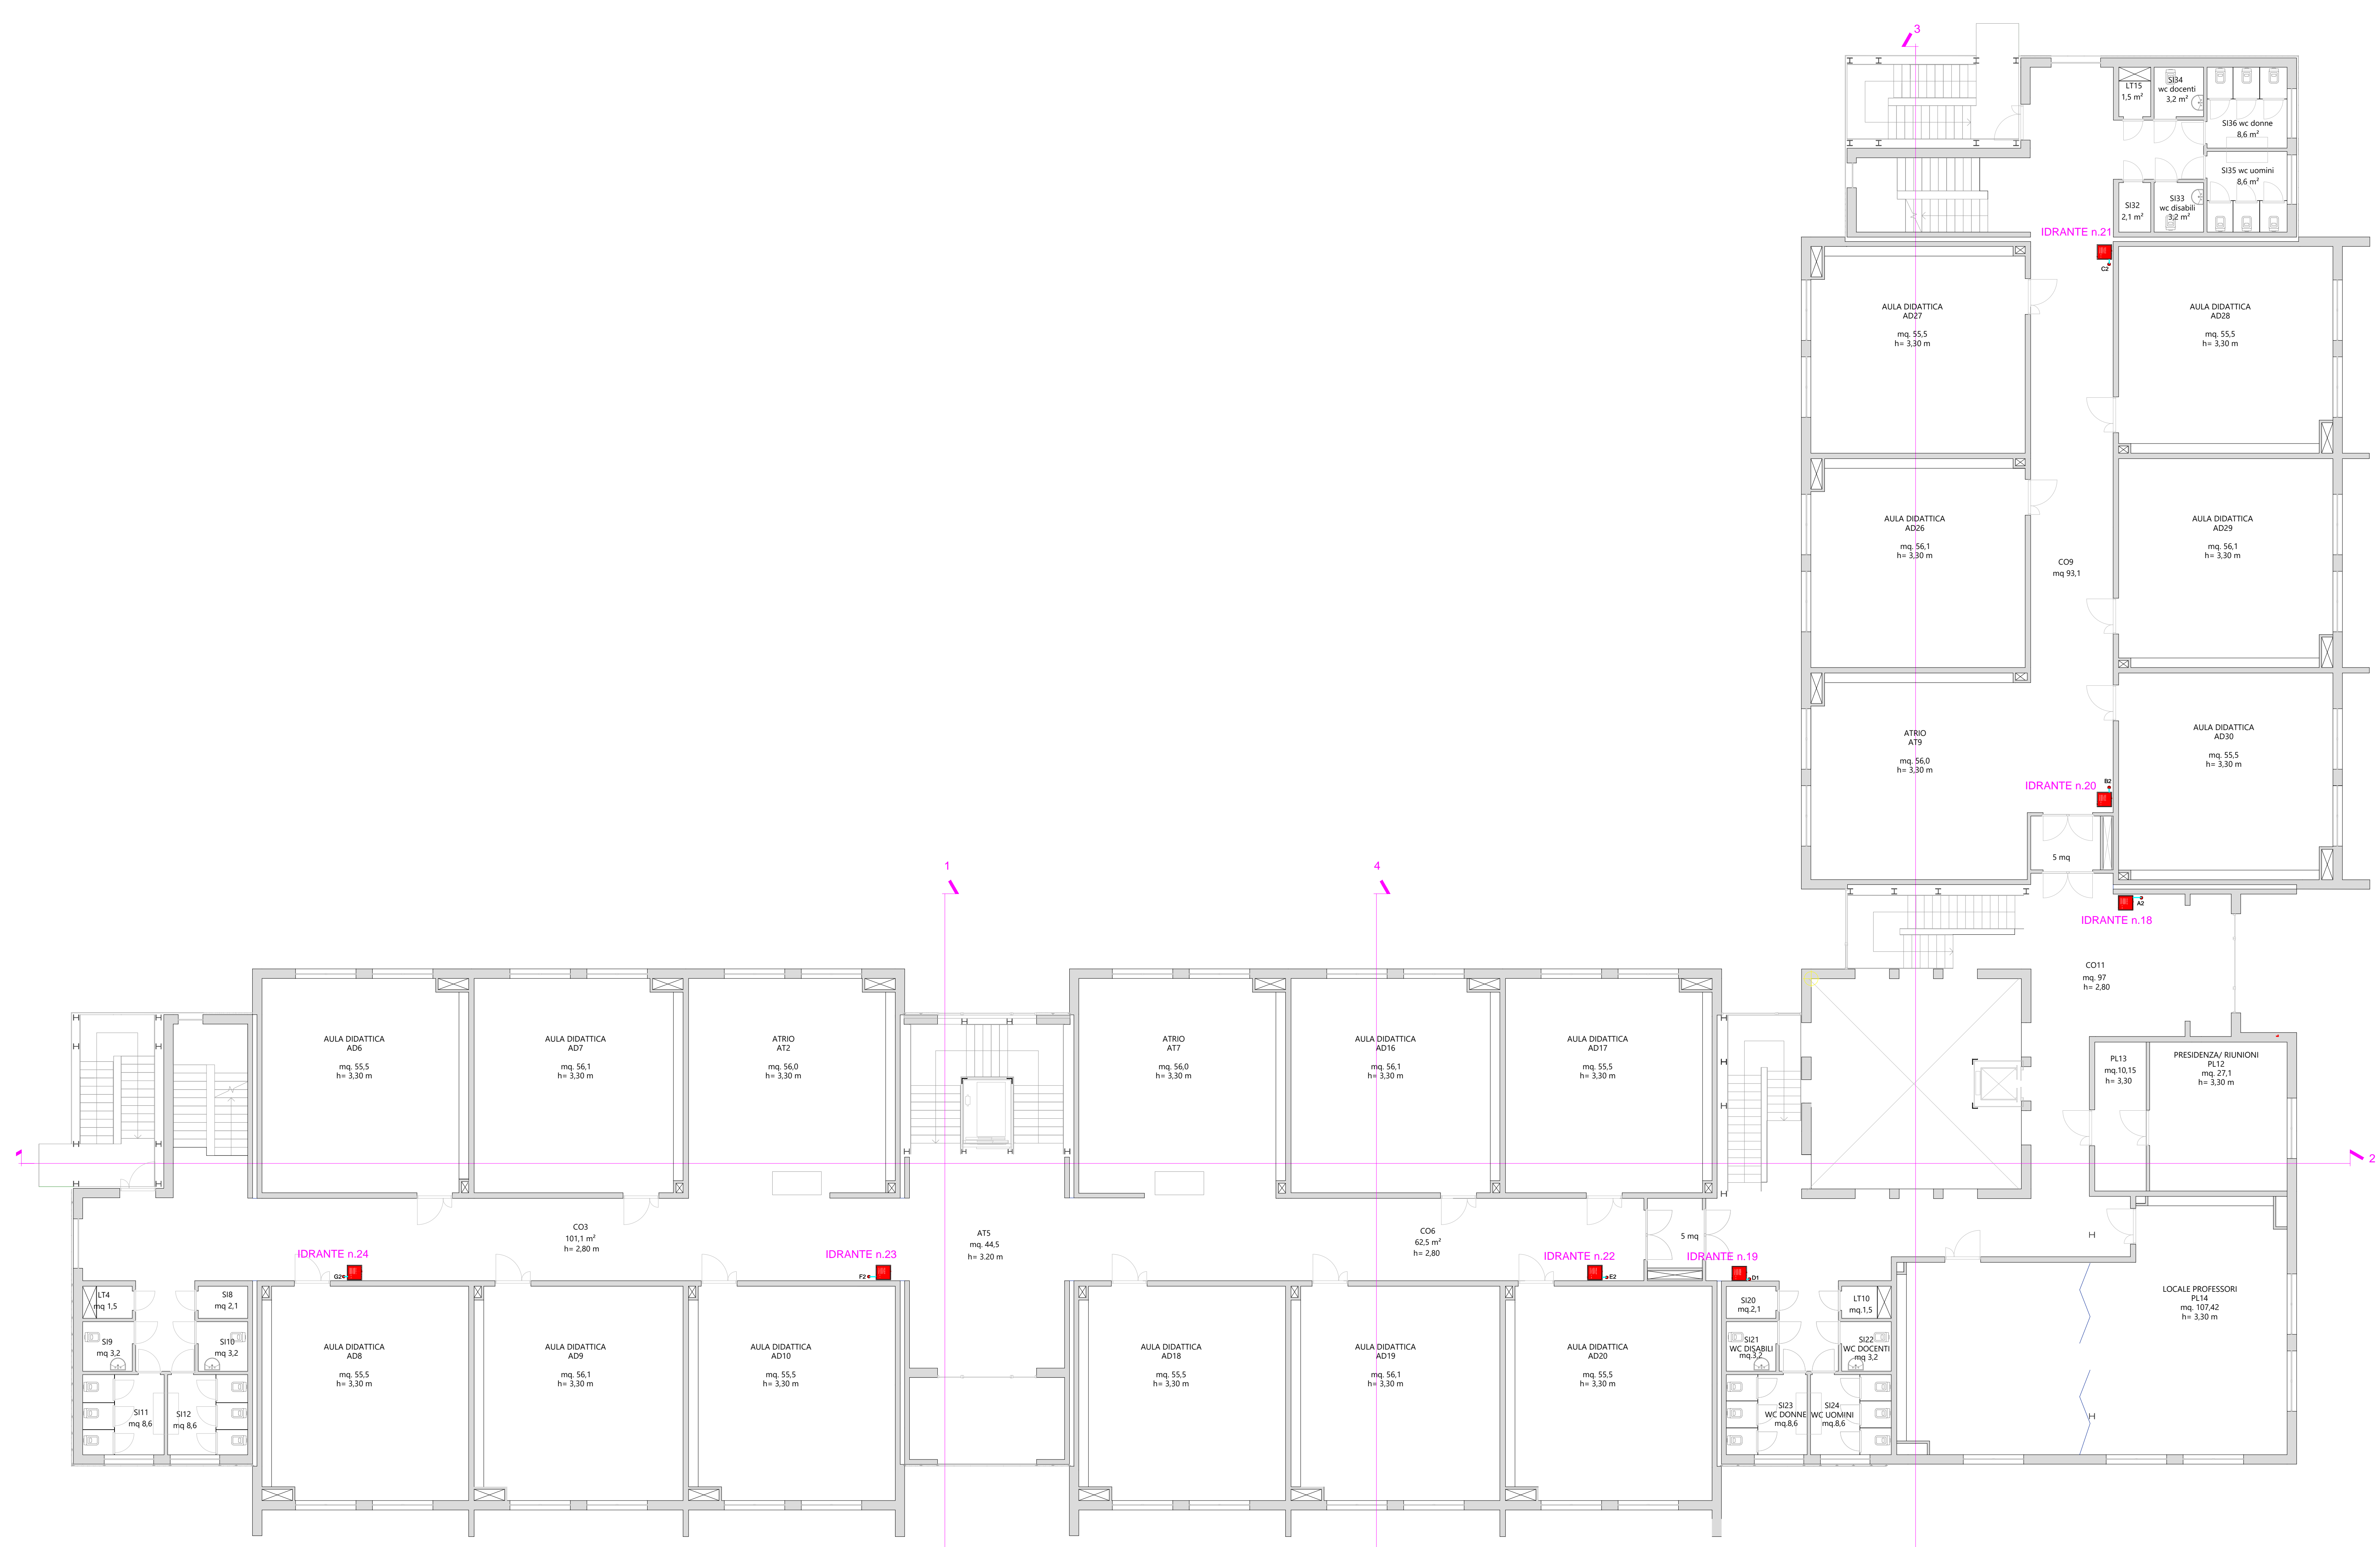 3
LT15
1,5 m²
SI34
wc docenti
3,2 m²
SI36 wc donne
8,6 m²
SI35 wc uomini
8,6 m²
SI32
2,1 m²
SI33
wc disabili
3,2 m²
IDRANTE n.21
C2
AULA DIDATTICA
AD27
mq. 55,5
h= 3,30 m
AULA DIDATTICA
AD28
mq. 55,5
h= 3,30 m
AULA DIDATTICA
AD26
mq. 56,1
h= 3,30 m
AULA DIDATTICA
AD29
mq. 56,1
h= 3,30 m
CO9
mq 93,1
ATRIO
AT9
mq. 56,0
h= 3,30 m
AULA DIDATTICA
AD30
mq. 55,5
h= 3,30 m
B2
IDRANTE n.20
5 mq
1
4
A2
IDRANTE n.18
CO11
mq. 97
h= 2,80
AULA DIDATTICA
AD6
mq. 55,5
h= 3,30 m
AULA DIDATTICA
AD7
mq. 56,1
h= 3,30 m
ATRIO
AT2
mq. 56,0
h= 3,30 m
ATRIO
AT7
mq. 56,0
h= 3,30 m
AULA DIDATTICA
AD16
mq. 56,1
h= 3,30 m
AULA DIDATTICA
AD17
mq. 55,5
h= 3,30 m
PL13
mq.10,15
h= 3,30
PRESIDENZA/ RIUNIONI
PL12
mq. 27,1
h= 3,30 m
2
CO3
101,1 m²
h= 2,80 m
AT5
mq. 44,5
h= 3.20 m
CO6
62,5 m²
h= 2,80
5 mq
IDRANTE n.24
G2
IDRANTE n.23
F2
IDRANTE n.22
E2
IDRANTE n.19
D1
LT4
mq 1,5
SI8
mq 2,1
SI9
mq 3,2
SI10
mq 3,2
SI11
mq 8,6
SI12
mq 8,6
AULA DIDATTICA
AD8
mq. 55,5
h= 3,30 m
AULA DIDATTICA
AD9
mq. 56,1
h= 3,30 m
AULA DIDATTICA
AD10
mq. 55,5
h= 3,30 m
AULA DIDATTICA
AD18
mq. 55,5
h= 3,30 m
AULA DIDATTICA
AD19
mq. 56,1
h= 3,30 m
AULA DIDATTICA
AD20
mq. 55,5
h= 3,30 m
SI20
mq.2,1
LT10
mq.1,5
SI21
WC DISABILI
mq.3,2
SI22
WC DOCENTI
mq 3,2
SI23
WC DONNE
mq.8,6
SI24
WC UOMINI
mq.8,6
LOCALE PROFESSORI
PL14
mq. 107,42
h= 3,30 m